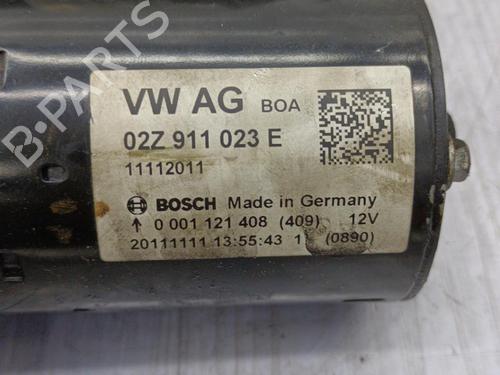 VW AG BOA
02Z 911 023 E
11112011
BOSCH Made in Germany
↑ 0 001 121 408 (409) 12V
20111111 13:55:43 1 (0890)
B-PARTS